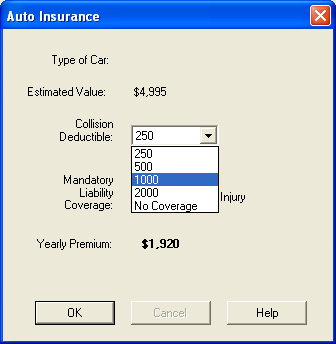 Auto Insurance
Type of Car:
Estimated Value: $4,995
Collision
Deductible: 250
250
500
Mandatory 1000
Liability 2000 Injury
Coverage: No Coverage
Yearly Premium: $1,920
OK Cancel Help